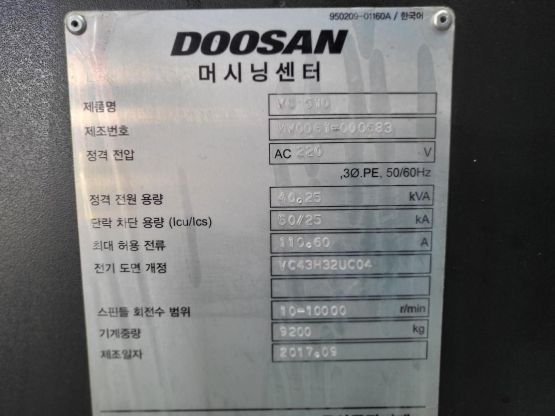 950209-01160A / 한국어
DOOSAN
머시닝센터
제품명
제조번호
정격 전압 AC 220 V
,3Ø.PE, 50/60Hz
정격 전원 용량 40.25 kVA
단락 차단 용량 (Icu/Ics) 50/25 kA
최대 허용 전류 110.60 A
전기 도면 개정 VC43H32UC04
스핀들 회전수 범위 10-10000 r/min
기계중량 9200 kg
제조일자 2017.09